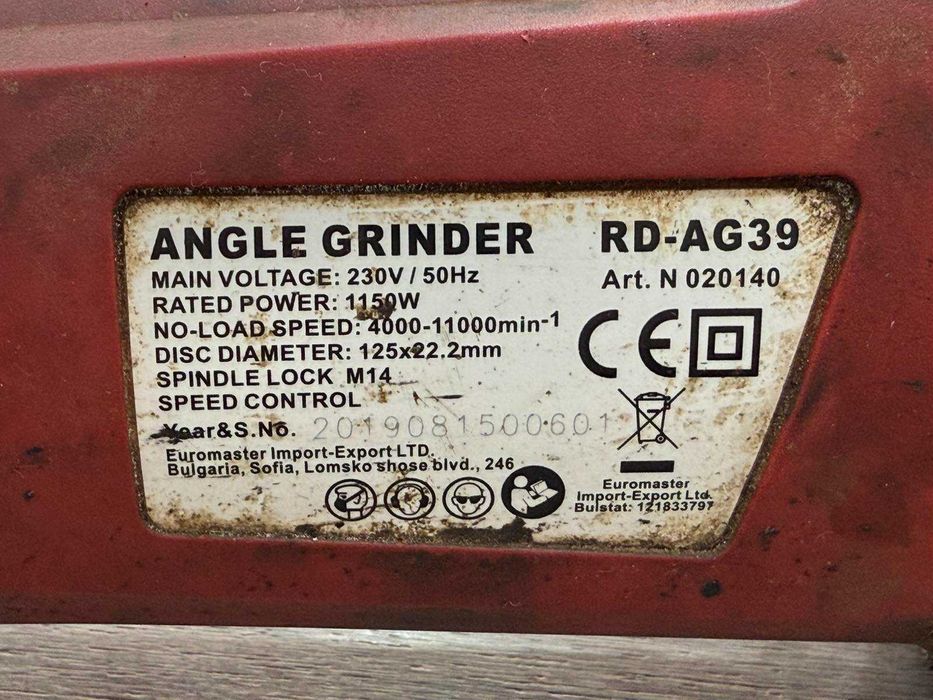 ANGLE GRINDER RD-AG39
MAIN VOLTAGE: 230V / 50Hz Art. N 020140
RATED POWER: 1150W
NO-LOAD SPEED: 4000-11000min-1
DISC DIAMETER: 125x22.2mm
SPINDLE LOCK M14
SPEED CONTROL
Year&S.No. 2019081500601
Euromaster Import-Export LTD.
Bulgaria, Sofia, Lomsko shose blvd., 246
CE
Euromaster
Import-Export Ltd.
Bulstat: 121833797